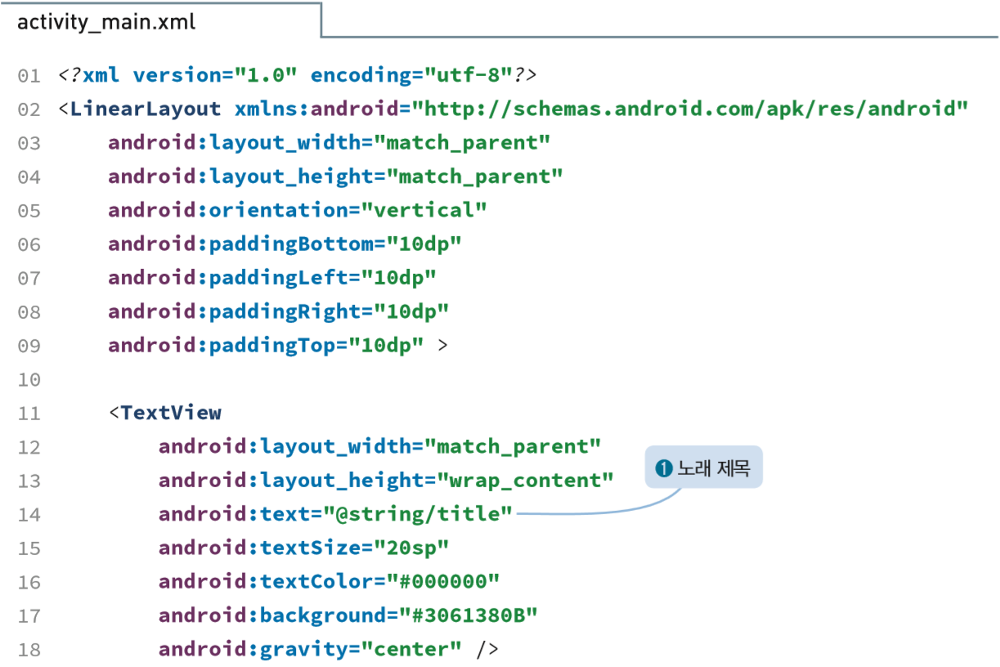 activity_main.xml
01 <?xml version="1.0" encoding="utf-8"?>
02 <LinearLayout xmlns:android="http://schemas.android.com/apk/res/android"
03     android:layout_width="match_parent"
04     android:layout_height="match_parent"
05     android:orientation="vertical"
06     android:paddingBottom="10dp"
07     android:paddingLeft="10dp"
08     android:paddingRight="10dp"
09     android:paddingTop="10dp" >
10
11     <TextView
12         android:layout_width="match_parent"
13         android:layout_height="wrap_content"
❶ 노래 제목
14         android:text="@string/title"
15         android:textSize="20sp"
16         android:textColor="#000000"
17         android:background="#3061380B"
18         android:gravity="center" />